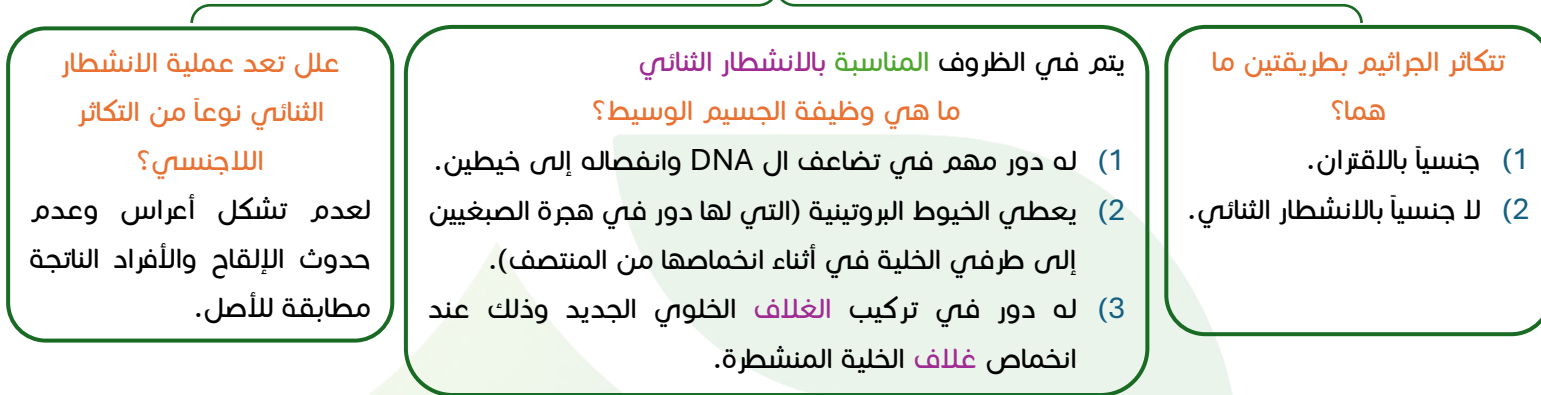 تتكاثر الجراثيم بطريقتين ما
هما؟
1) جنسياً بالاقتران.
2) لا جنسياً بالانشطار الثنائي.
يتم في الظروف المناسبة بالانشطار الثنائي
ما هي وظيفة الجسيم الوسيط؟
1) له دور مهم في تضاعف ال DNA وانفصاله إلى خيطين.
2) يعطي الخيوط البروتينية (التي لها دور في هجرة الصبغيين
إلى طرفي الخلية في أثناء انخماصها من المنتصف).
3) له دور في تركيب الغلاف الخلوي الجديد وذلك عند
انخماص غلاف الخلية المنشطرة.
علل تعد عملية الانشطار
الثنائي نوعاً من التكاثر
اللاجنسي؟
لعدم تشكل أعراس وعدم
حدوث الإلقاح والأفراد الناتجة
مطابقة للأصل.